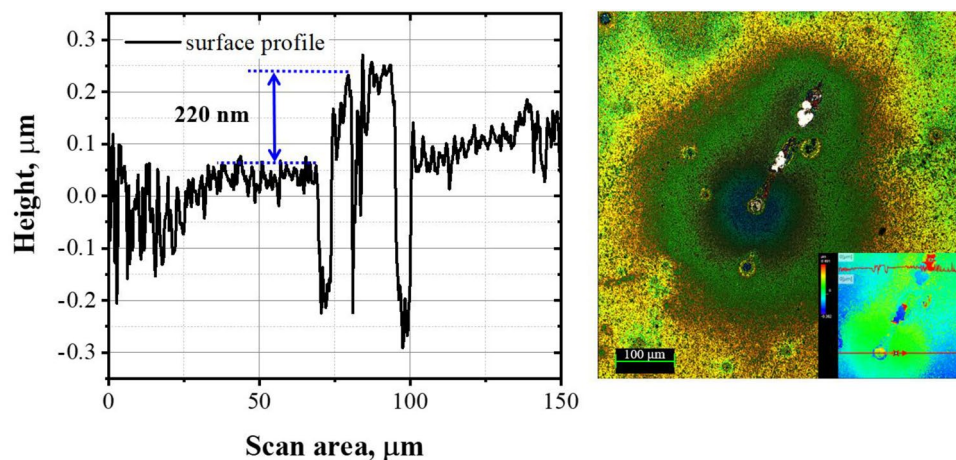 surface profile
220 nm
0.3
0.2
0.1
0.0
-0.1
-0.2
-0.3
Height, μm
0
50
100
150
Scan area, μm
100 μm